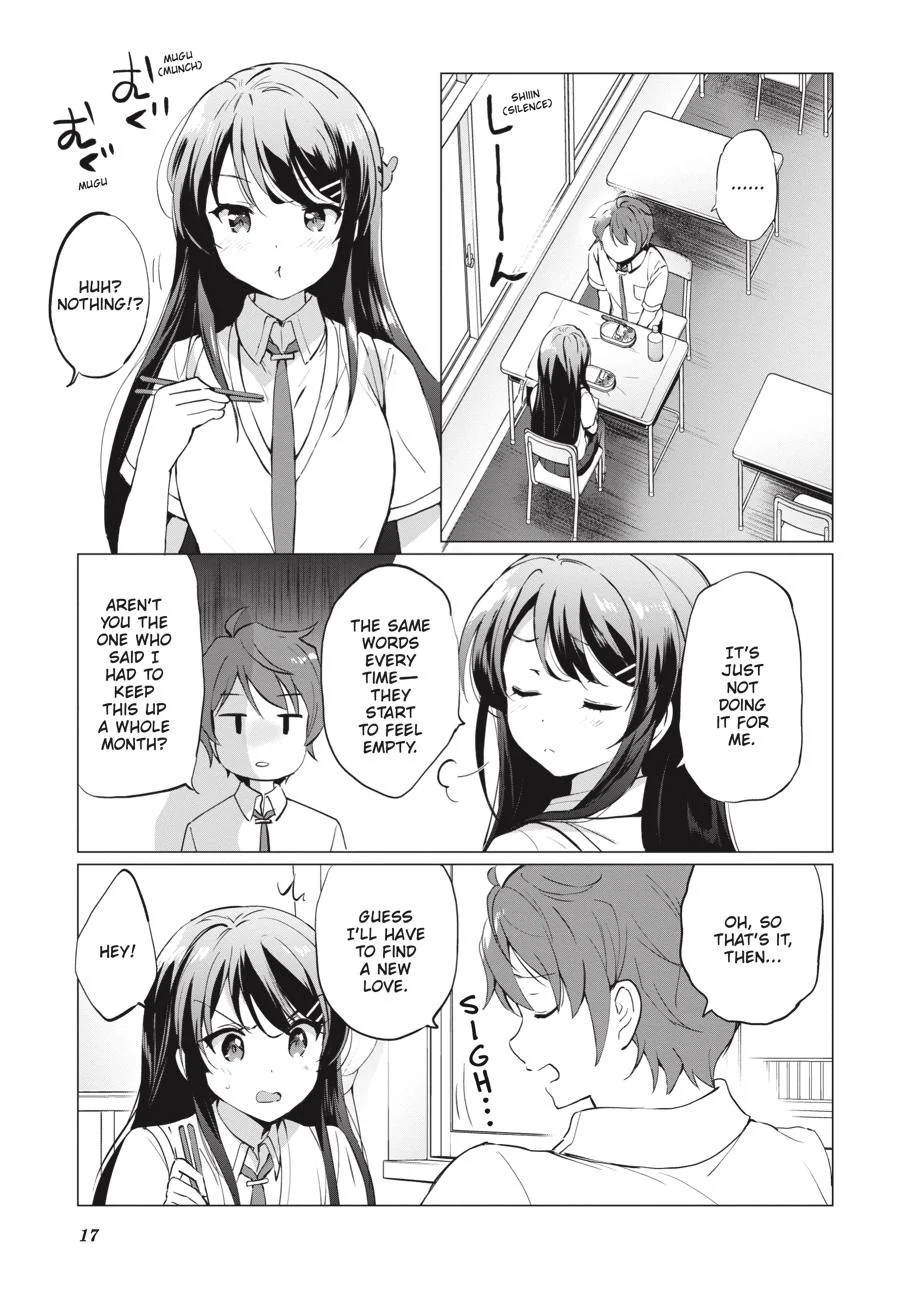 しーーん
SHIIIN
(SILENCE)
......
むぐ
MUGU
(MUNCH)
むぐ
MUGU
HUH?
NOTHING!?
IT'S
JUST
NOT
DOING
IT FOR
ME.
THE SAME
WORDS
EVERY
TIME—
THEY
START
TO FEEL
EMPTY.
AREN'T
YOU THE
ONE WHO
SAID I
HAD TO
KEEP
THIS UP
A WHOLE
MONTH?
OH, SO
THAT'S IT,
THEN...
SIGH...
GUESS
I'LL HAVE
TO FIND
A NEW
LOVE.
HEY!
17